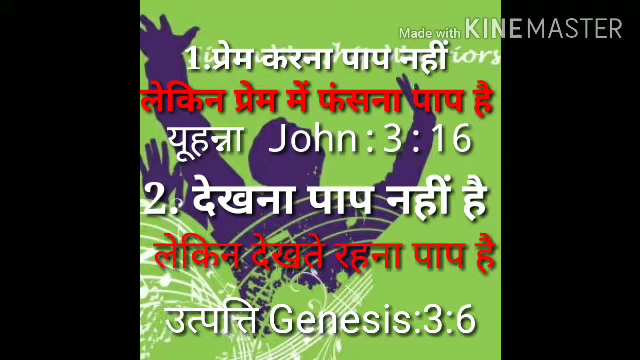 Made with KINEMASTER
1.प्रेम करना पाप नहीं
लेकिन प्रेम में फंसना पाप है
यूहन्ना John:3:16
2. देखना पाप नहीं है
लेकिन देखते रहना पाप है
उत्पत्ति Genesis:3:6